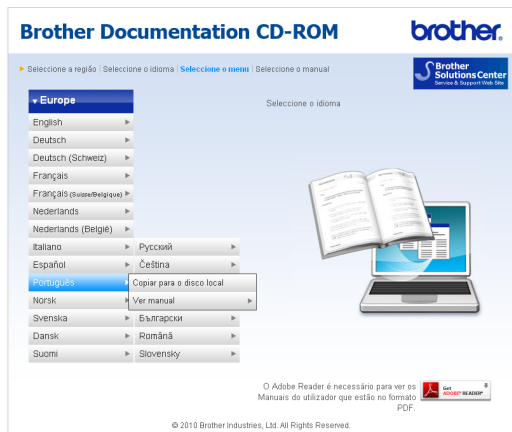 Brother Documentation CD-ROM
brother.
Seleccione a região | Seleccione o idioma | Seleccione o menu | Seleccione o manual
Brother
Solutions Center
Service & Support Web Site
Europe
Seleccione o idioma
English
Deutsch
Deutsch (Schweiz)
Français
Français (Suisse/Belgique)
Nederlands
Nederlands (België)
Italiano
Русский
Español
Čeština
Português
Copiar para o disco local
Norsk
Ver manual
Svenska
Български
Dansk
Română
Suomi
Slovensky
O Adobe Reader é necessário para ver os
Manuais do utilizador que estão no formato
PDF.
Get
ADOBE® READER®
© 2010 Brother Industries, Ltd. All Rights Reserved.